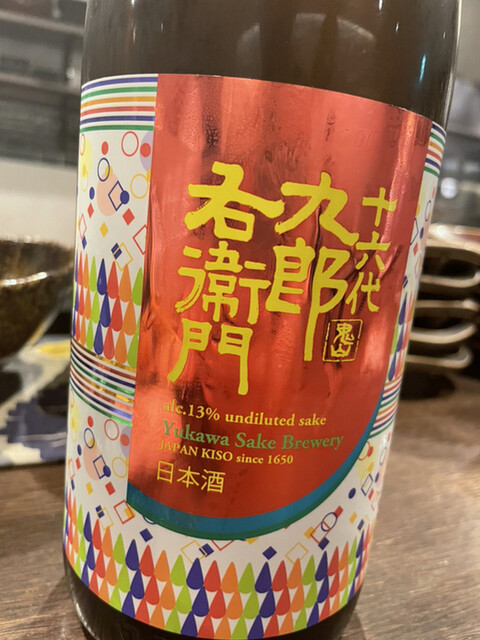 十六代
九郎
右衛門
alc.13% undiluted sake
Yukawa Sake Brewery
JAPAN KISO since 1650
日本酒